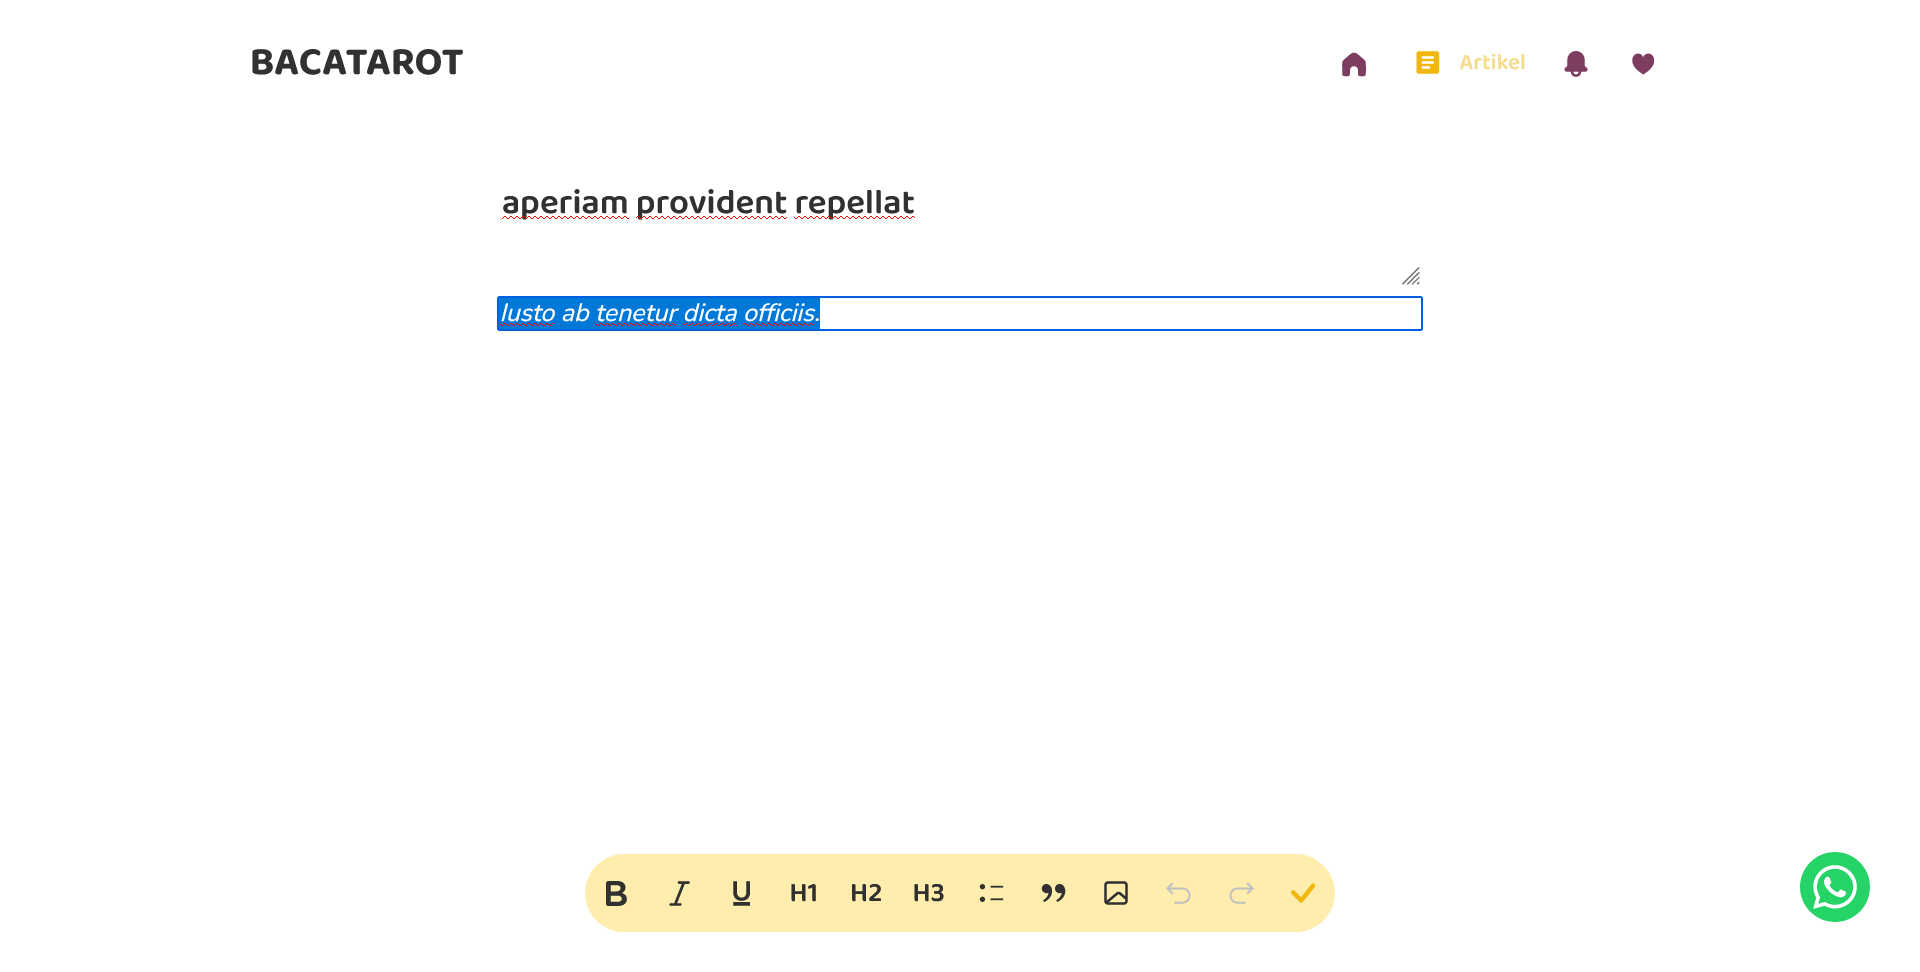 BACATAROT
Artikel
aperiam provident repellat
Iusto ab tenetur dicta officiis.
B I U H1 H2 H3